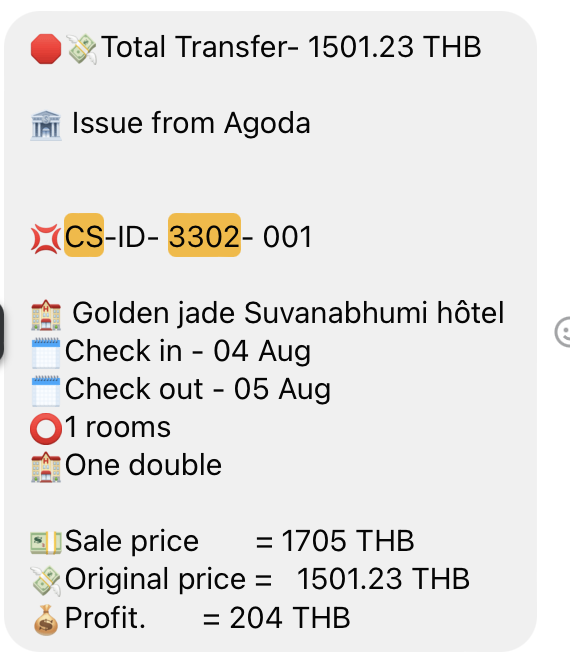 🛑💸Total Transfer- 1501.23 THB
🏦 Issue from Agoda
💢CS-ID- 3302- 001
🏩 Golden jade Suvanabhumi hôtel
🗓️Check in - 04 Aug
🗓️Check out - 05 Aug
⭕1 rooms
🏩One double
💵Sale price = 1705 THB
💸Original price = 1501.23 THB
💰Profit. = 204 THB